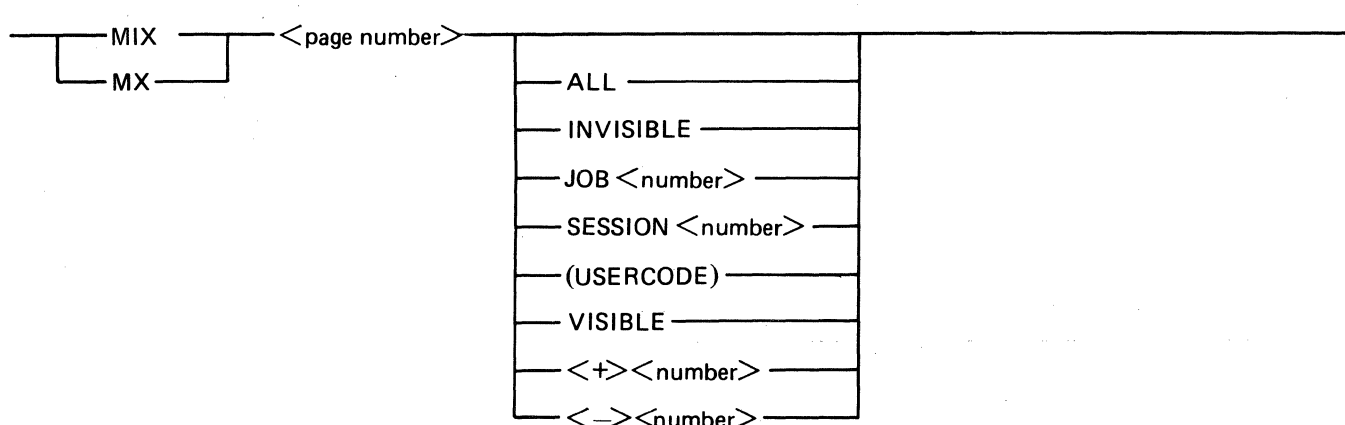 MIX <page number>
MX
ALL
INVISIBLE
JOB <number>
SESSION <number>
(USERCODE)
VISIBLE
<+><number>
<–><number>